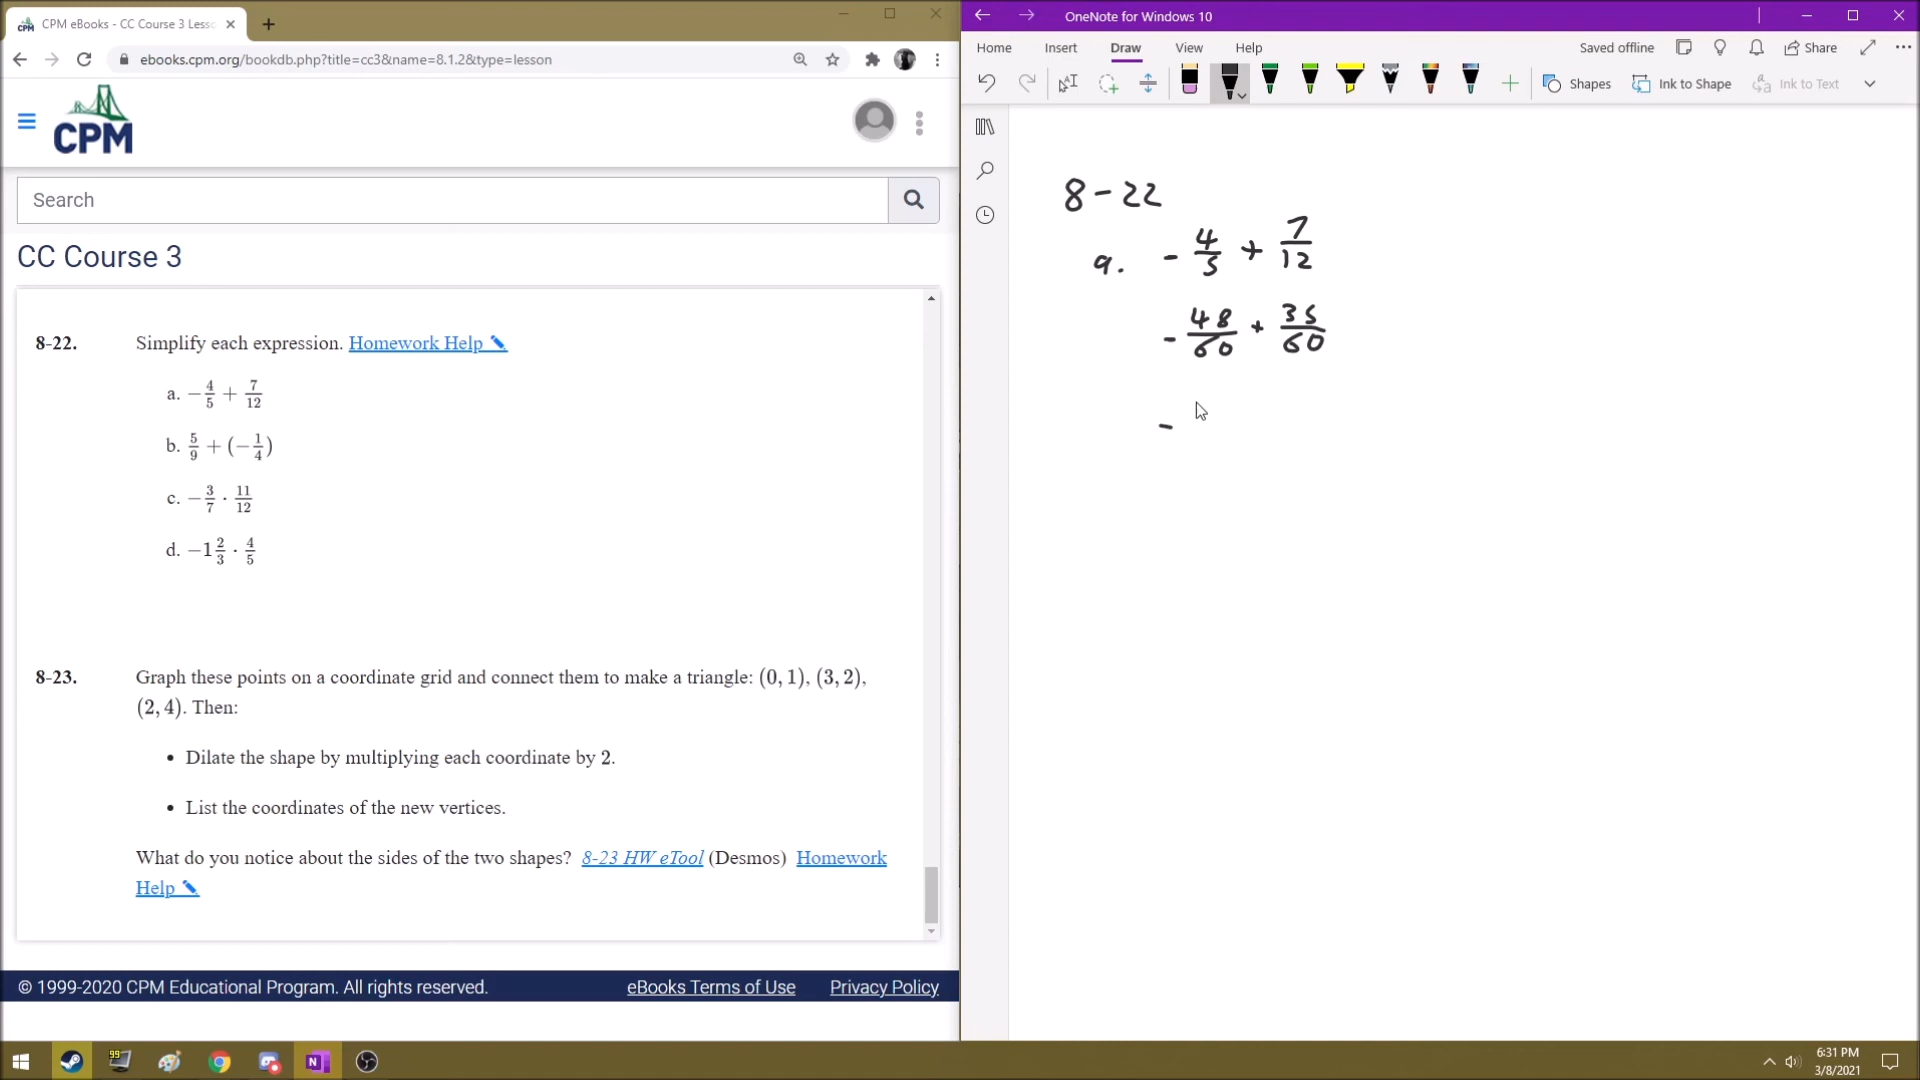 CPM eBooks - CC Course 3 Lesso
ebooks.cpm.org/bookdb.php?title=cc3&name=8.1.2&type=lesson
CPM
Search
CC Course 3
8-22. Simplify each expression. Homework Help
a. −4/5 + 7/12
b. 5/9 + (−1/4)
c. −3/7 · 11/12
d. −1 2/3 · 4/5
8-23. Graph these points on a coordinate grid and connect them to make a triangle: (0, 1), (3, 2),
(2, 4). Then:
• Dilate the shape by multiplying each coordinate by 2.
• List the coordinates of the new vertices.
What do you notice about the sides of the two shapes? 8-23 HW eTool (Desmos) Homework
Help
© 1999-2020 CPM Educational Program. All rights reserved. eBooks Terms of Use Privacy Policy
OneNote for Windows 10
Home Insert Draw View Help Saved offline Share
Shapes Ink to Shape Ink to Text
8-22
a. - 4/5 + 7/12
- 48/60 + 35/60
-
99
N
6:31 PM
3/8/2021